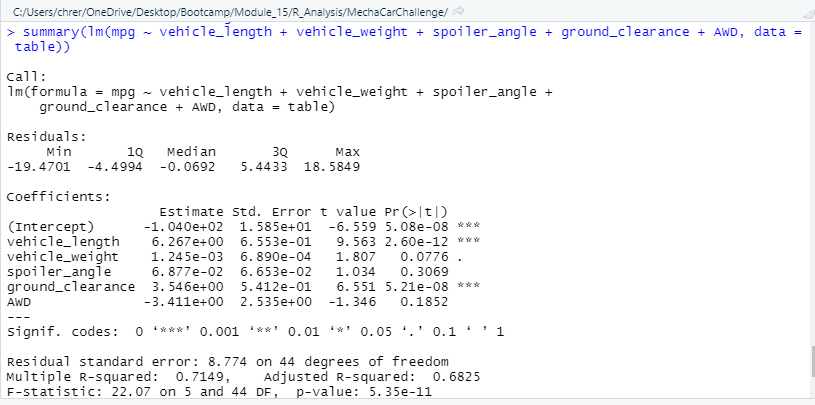 C:/Users/chrer/OneDrive/Desktop/Bootcamp/Module_15/R_Analysis/MechaCarChallenge/
> summary(lm(mpg ~ vehicle_length + vehicle_weight + spoiler_angle + ground_clearance + AWD, data =
 table))
Call:
lm(formula = mpg ~ vehicle_length + vehicle_weight + spoiler_angle +
    ground_clearance + AWD, data = table)
Residuals:
     Min       1Q   Median       3Q      Max
-19.4701  -4.4994  -0.0692   5.4433  18.5849
Coefficients:
                   Estimate Std. Error t value Pr(>|t|)
(Intercept)      -1.040e+02  1.585e+01  -6.559 5.08e-08 ***
vehicle_length    6.267e+00  6.553e-01   9.563 2.60e-12 ***
vehicle_weight    1.245e-03  6.890e-04   1.807   0.0776 .
spoiler_angle     6.877e-02  6.653e-02   1.034   0.3069
ground_clearance  3.546e+00  5.412e-01   6.551 5.21e-08 ***
AWD              -3.411e+00  2.535e+00  -1.346   0.1852
---
Signif. codes:  0 ‘***’ 0.001 ‘**’ 0.01 ‘*’ 0.05 ‘.’ 0.1 ‘ ’ 1
Residual standard error: 8.774 on 44 degrees of freedom
Multiple R-squared:  0.7149,    Adjusted R-squared:  0.6825
F-statistic: 22.07 on 5 and 44 DF,  p-value: 5.35e-11